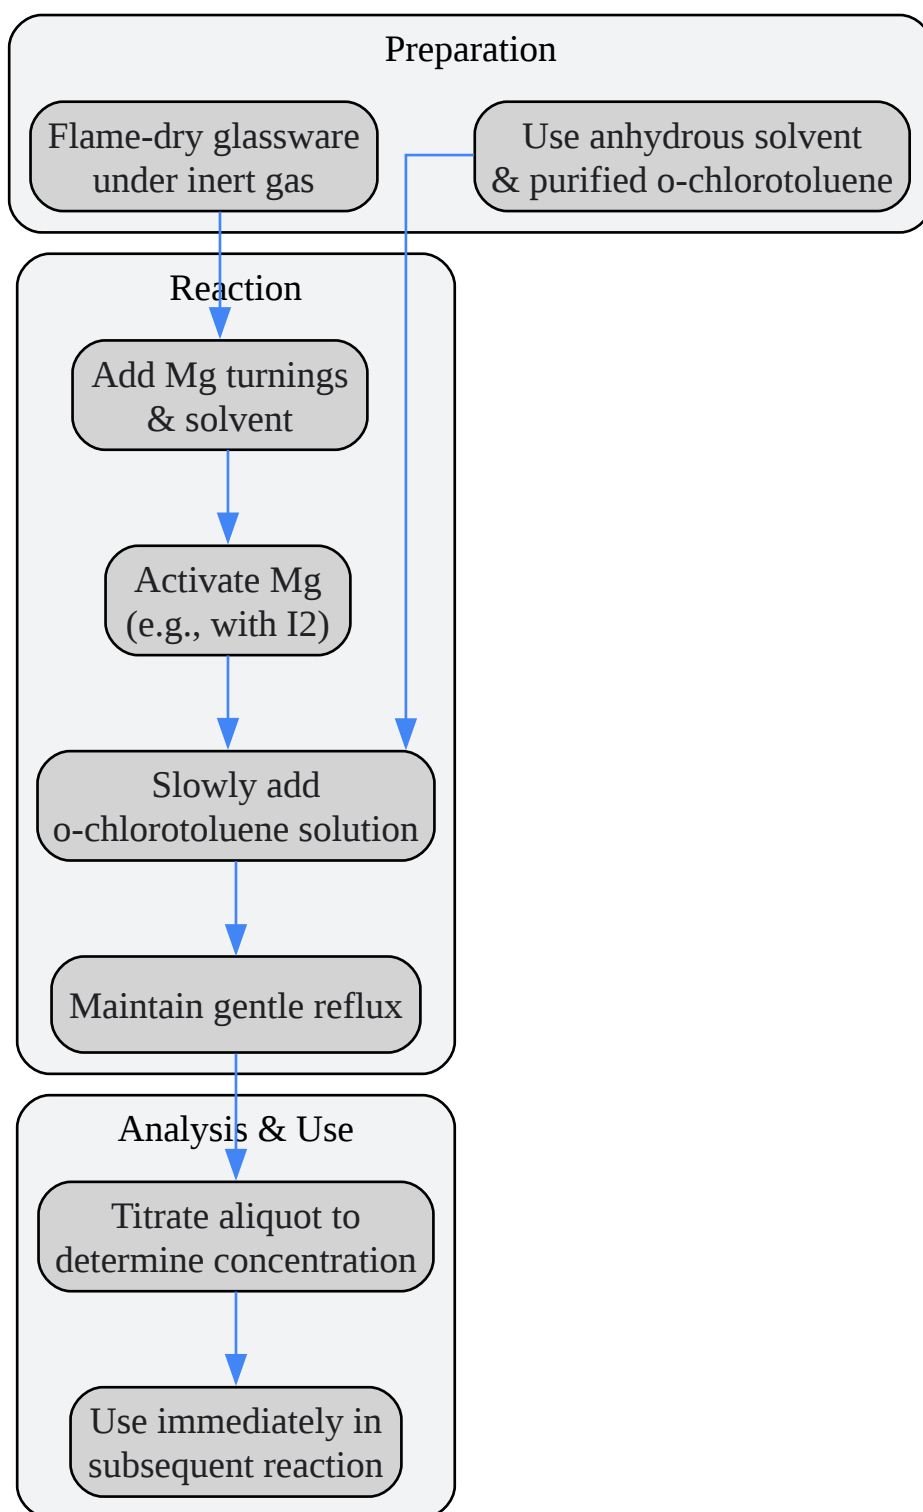 Preparation
Flame-dry glassware
under inert gas
Use anhydrous solvent
& purified o-chlorotoluene
Reaction
Add Mg turnings
& solvent
Activate Mg
(e.g., with I2)
Slowly add
o-chlorotoluene solution
Maintain gentle reflux
Analysis & Use
Titrate aliquot to
determine concentration
Use immediately in
subsequent reaction